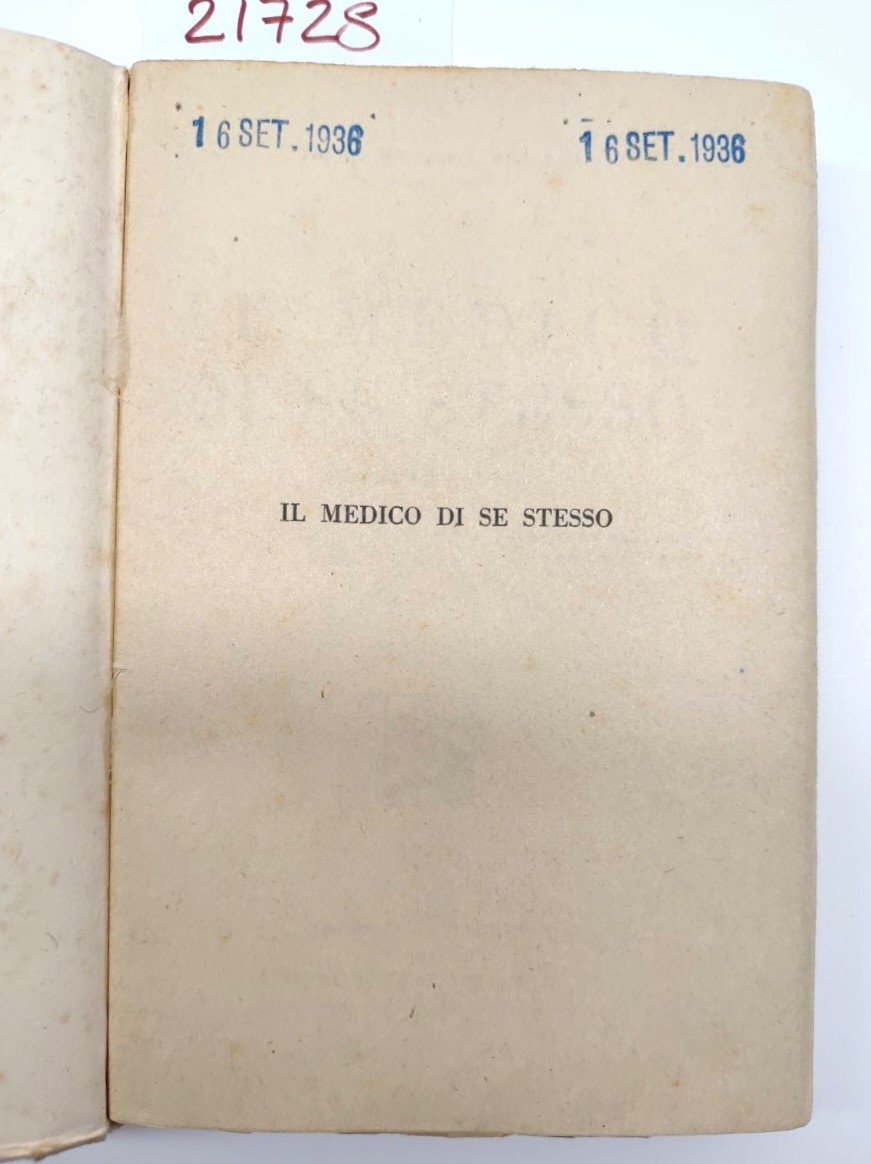 21728
16 SET. 1936 16 SET. 1936
IL MEDICO DI SE STESSO